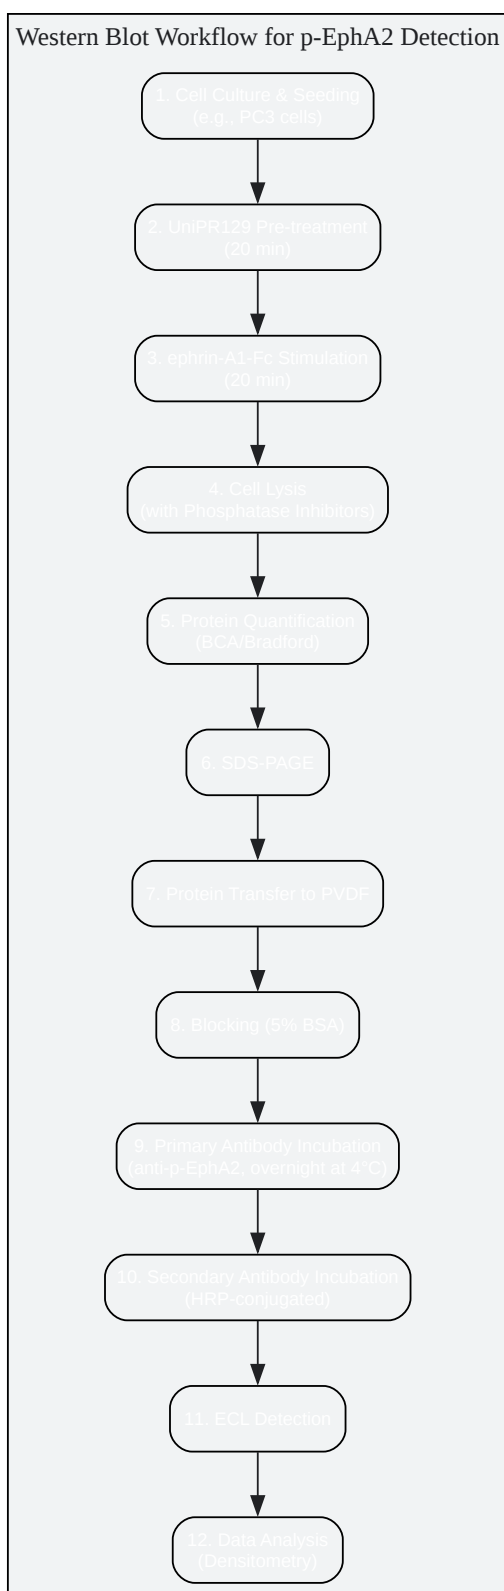 Western Blot Workflow for p-EphA2 Detection
1. Cell Culture & Seeding
(e.g., PC3 cells)
2. UniPR129 Pre-treatment
(20 min)
3. ephrin-A1-Fc Stimulation
(20 min)
4. Cell Lysis
(with Phosphatase Inhibitors)
5. Protein Quantification
(BCA/Bradford)
6. SDS-PAGE
7. Protein Transfer to PVDF
8. Blocking (5% BSA)
9. Primary Antibody Incubation
(anti-p-EphA2, overnight at 4°C)
10. Secondary Antibody Incubation
(HRP-conjugated)
11. ECL Detection
12. Data Analysis
(Densitometry)